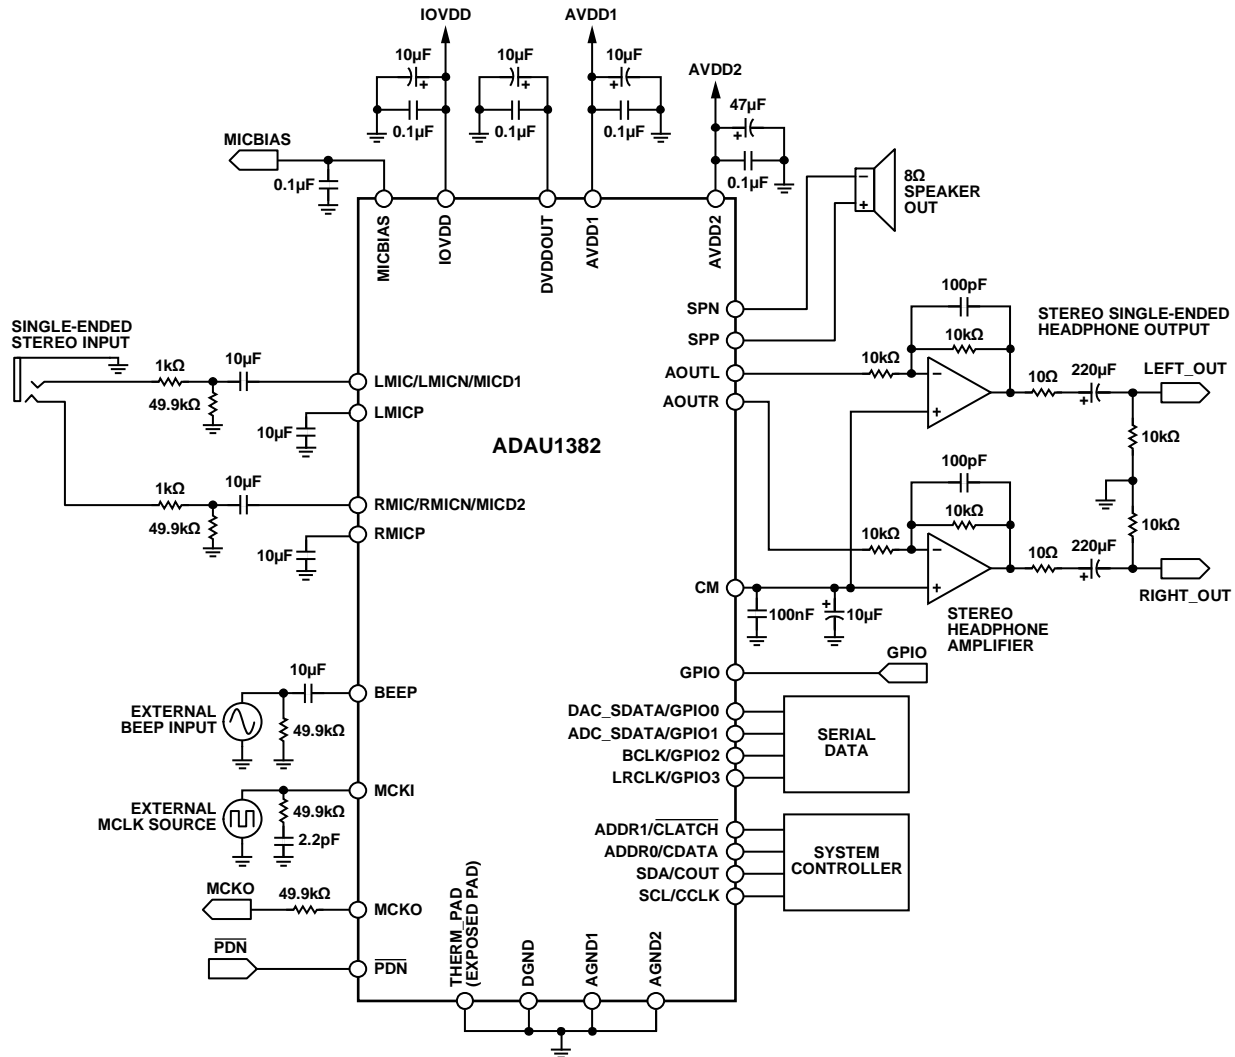 IOVDD
AVDD1
10µF
10µF
10µF
AVDD2
47µF
0.1µF
0.1µF
0.1µF
MICBIAS
0.1µF
0.1µF
8Ω
SPEAKER
OUT
MICBIAS
IOVDD
DVDDOUT
AVDD1
AVDD2
SPN
SPP
AOUTL
AOUTR
SINGLE-ENDED
STEREO INPUT
1kΩ
10µF
49.9kΩ
LMIC/LMICN/MICD1
LMICP
10µF
ADAU1382
1kΩ
10µF
49.9kΩ
RMIC/RMICN/MICD2
RMICP
10µF
100pF
10kΩ
10kΩ
STEREO SINGLE-ENDED
HEADPHONE OUTPUT
10Ω
220µF
LEFT_OUT
10kΩ
100pF
10kΩ
10kΩ
10kΩ
10Ω
220µF
RIGHT_OUT
CM
100nF
10µF
STEREO
HEADPHONE
AMPLIFIER
GPIO
GPIO
EXTERNAL
BEEP INPUT
10µF
49.9kΩ
BEEP
DAC_SDATA/GPIO0
ADC_SDATA/GPIO1
BCLK/GPIO2
LRCLK/GPIO3
SERIAL
DATA
EXTERNAL
MCLK SOURCE
MCKI
49.9kΩ
2.2pF
ADDR1/CLATCH
ADDR0/CDATA
SDA/COUT
SCL/CCLK
SYSTEM
CONTROLLER
MCKO
49.9kΩ
MCKO
PDN
PDN
THERM_PAD
(EXPOSED PAD)
DGND
AGND1
AGND2